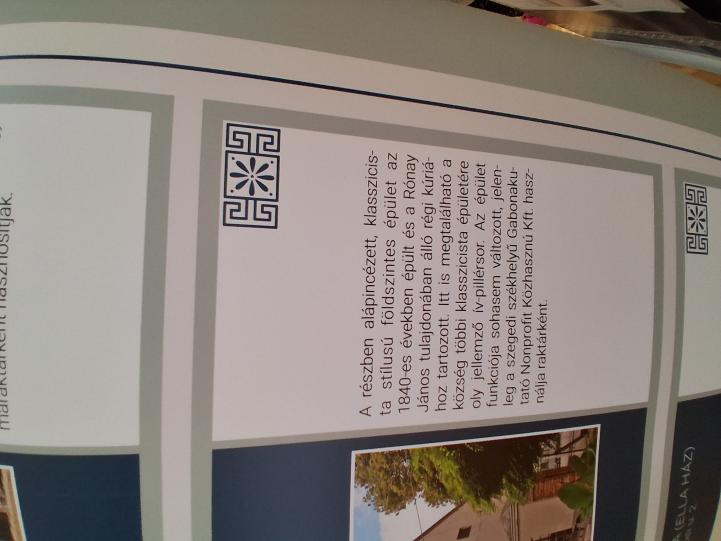 maraktárként hasznosítják.
A részben alápincézett, klasszicis-
ta stílusú földszintes épület az
1840-es években épült és a Rónay
János tulajdonában álló régi kúriá-
hoz tartozott. Itt is megtalálható a
község többi klasszicista épületére
oly jellemző ív-pillérsor. Az épület
funkciója sohasem változott, jelen-
leg a szegedi székhelyű Gabonaku-
tató Nonprofit Közhasznú Kft. hasz-
nálja raktárként.
(ELLA HÁZ)